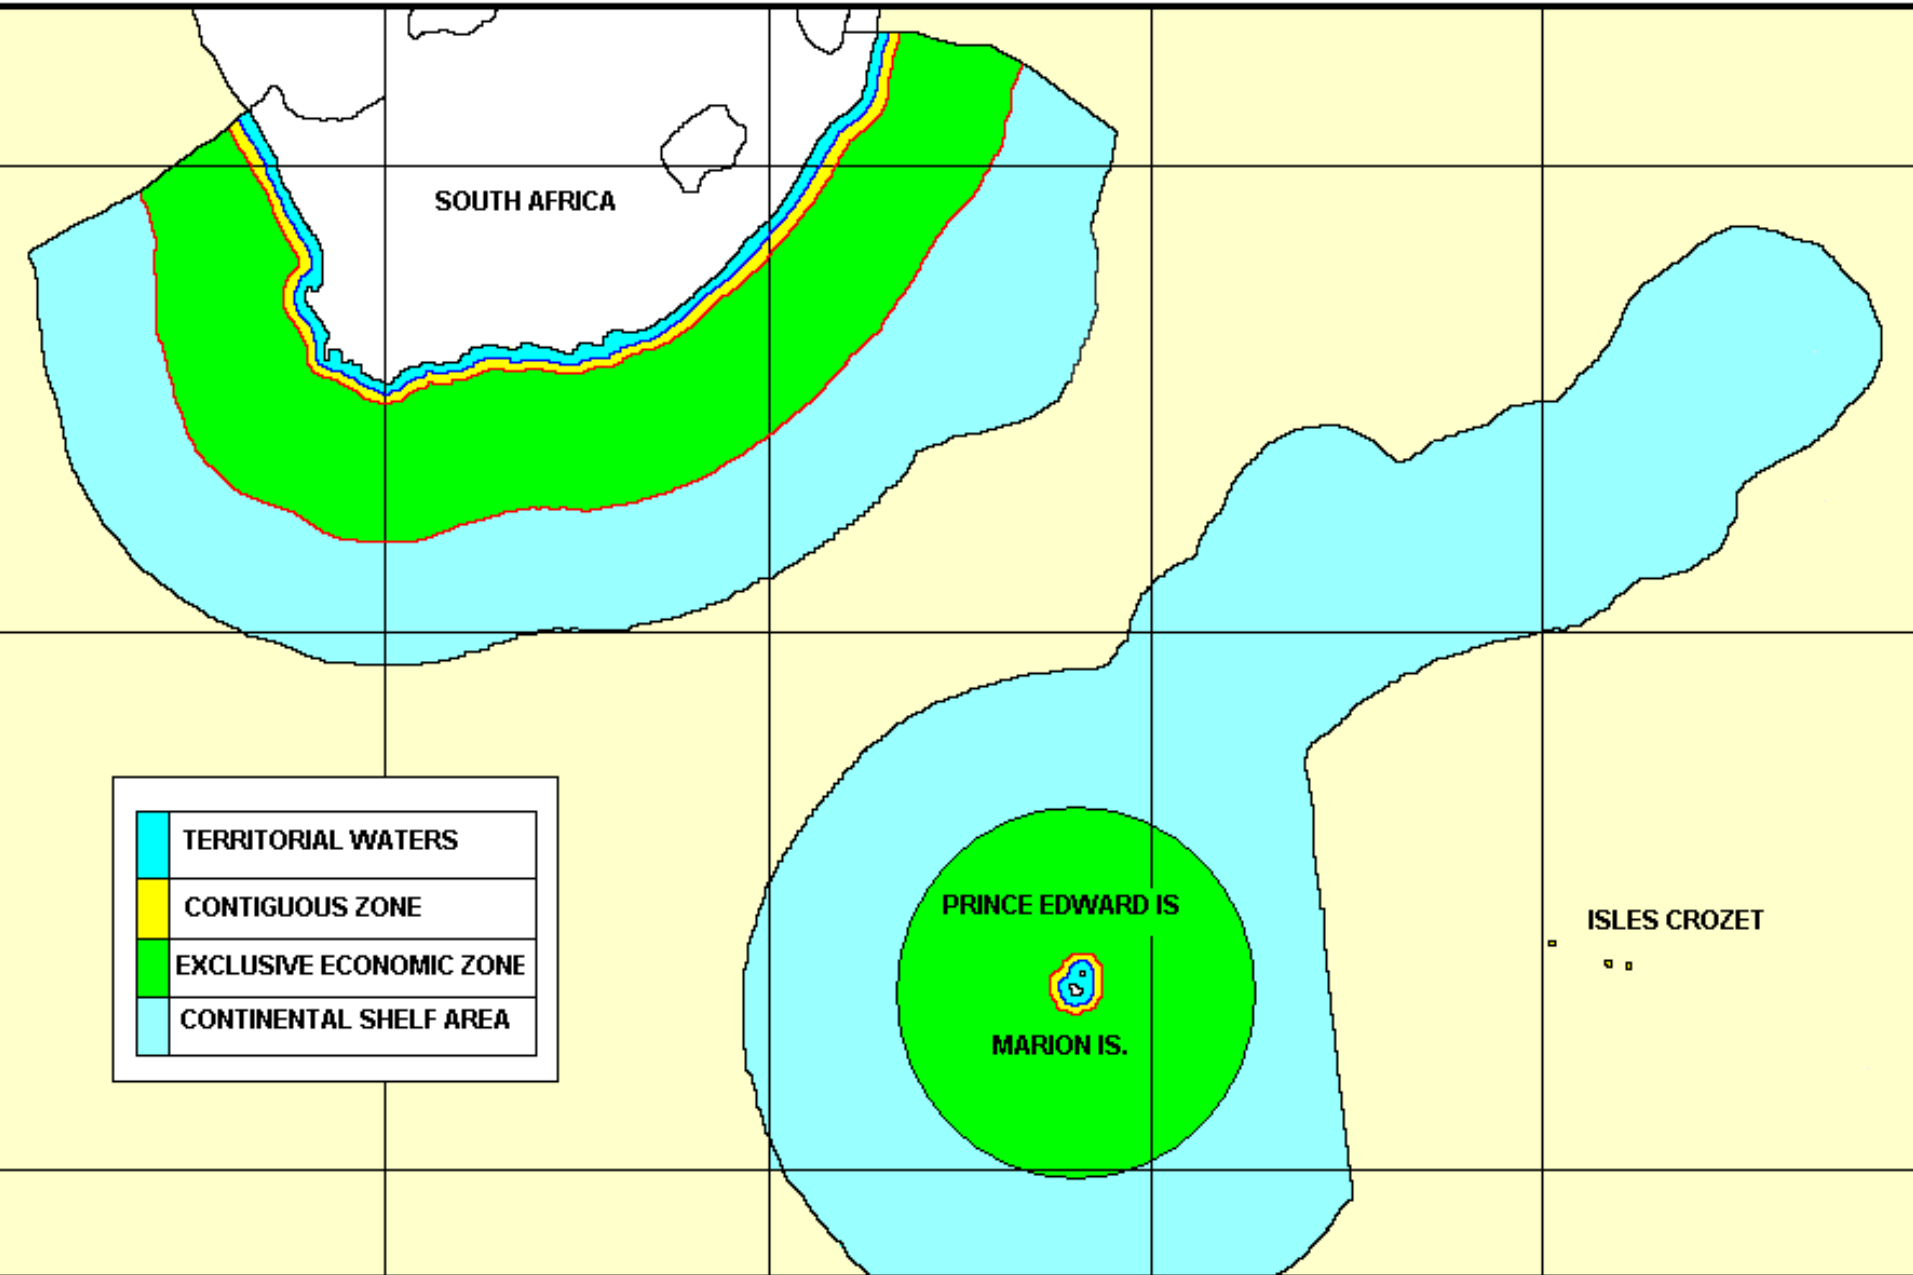 SOUTH AFRICA
TERRITORIAL WATERS
CONTIGUOUS ZONE
EXCLUSIVE ECONOMIC ZONE
CONTINENTAL SHELF AREA
PRINCE EDWARD IS
MARION IS.
ISLES CROZET